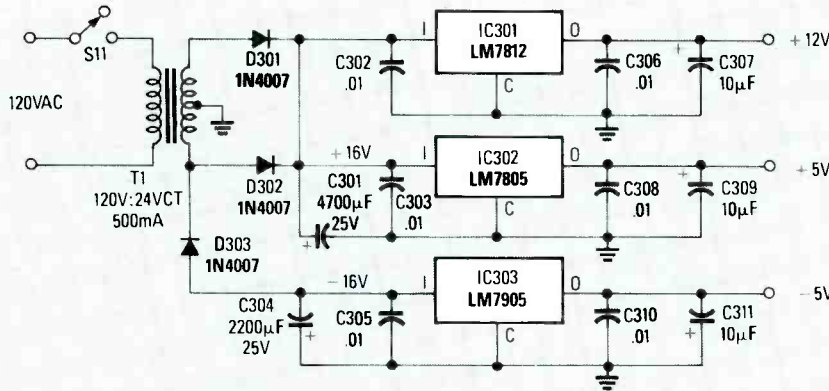 S11
120VAC
T1
120V:24VCT
500mA
D301
1N4007
D302
1N4007
D303
1N4007
C302
.01
I
IC301
LM7812
O
C
C306
.01
+
C307
10µF
+ 12V
+ 16V
C301
4700µF
25V
+
C303
.01
I
IC302
LM7805
O
C
C308
.01
+
C309
10µF
+ 5V
− 16V
C304
2200µF
25V
+
C305
.01
I
IC303
LM7905
O
C
C310
.01
+
C311
10µF
5V